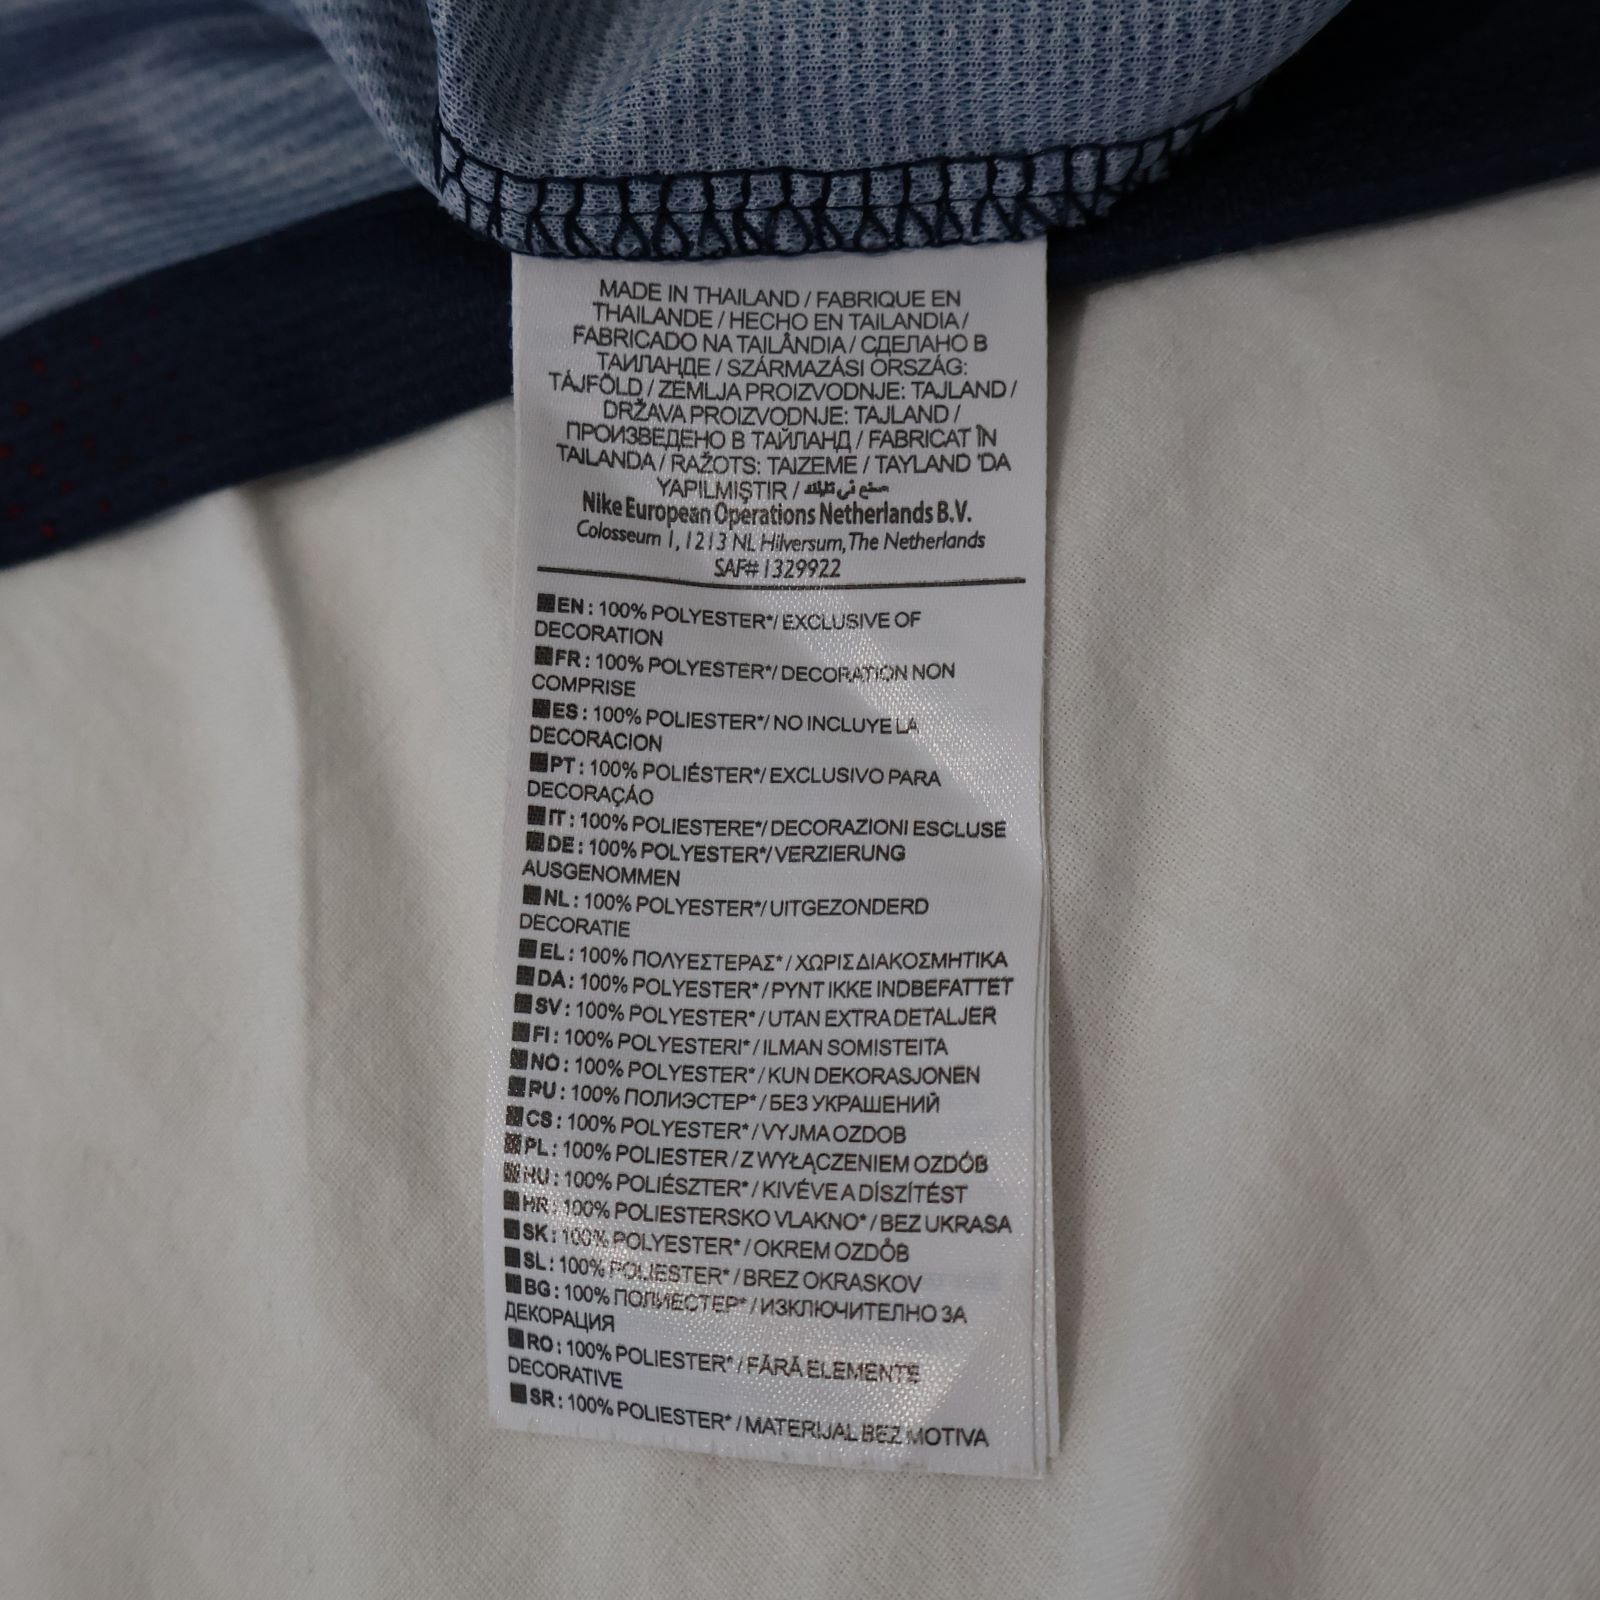 MADE IN THAILAND / FABRIQUE EN
THAILANDE / HECHO EN TAILANDIA /
FABRICADO NA TAILÂNDIA / СДЕЛАНО В
ТАИЛАНДЕ / SZÁRMAZÁSI ORSZÁG:
TÁJFÖLD / ZEMLJA PROIZVODNJE: TAJLAND /
DRŽAVA PROIZVODNJE: TAJLAND /
ПРОИЗВЕДЕНО В ТАЙЛАНД / FABRICAT ÎN
TAILANDA / RAŽOTS: TAIZEME / TAYLAND 'DA
YAPILMIŞTIR / صنع في تايلاند
Nike European Operations Netherlands B.V.
Colosseum 1, 1213 NL Hilversum, The Netherlands
SAF# 1329922
EN : 100% POLYESTER* / EXCLUSIVE OF
DECORATION
FR : 100% POLYESTER* / DECORATION NON
COMPRISE
ES : 100% POLIESTER* / NO INCLUYE LA
DECORACION
PT : 100% POLIÉSTER* / EXCLUSIVO PARA
DECORAÇÁO
IT : 100% POLIESTERE* / DECORAZIONI ESCLUSE
DE : 100% POLYESTER* / VERZIERUNG
AUSGENOMMEN
NL : 100% POLYESTER* / UITGEZONDERD
DECORATIE
EL : 100% ΠΟΛΥΕΣΤΕΡΑΣ* / ΧΩΡΙΣ ΔΙΑΚΟΣΜΗΤΙΚΑ
DA : 100% POLYESTER* / PYNT IKKE INDBEFATTET
SV : 100% POLYESTER* / UTAN EXTRA DETALJER
FI : 100% POLYESTERI* / ILMAN SOMISTEITA
NO : 100% POLYESTER* / KUN DEKORASJONEN
RU : 100% ПОЛИЭСТЕР* / БЕЗ УКРАШЕНИЙ
CS : 100% POLYESTER* / VYJMA OZDOB
PL : 100% POLIESTER / Z WYŁĄCZENIEM OZDÓB
HU : 100% POLIÉSZTER* / KIVÉVE A DÍSZÍTÉST
HR : 100% POLIESTERSKO VLAKNO* / BEZ UKRASA
SK : 100% POLYESTER* / OKREM OZDÔB
SL : 100% POLIESTER* / BREZ OKRASKOV
BG : 100% ПОЛИЕСТЕР* / ИЗКЛЮЧИТЕЛНО ЗА
ДЕКОРАЦИЯ
RO : 100% POLIESTER* / FĂRĂ ELEMENTE
DECORATIVE
SR : 100% POLIESTER* / MATERIJAL BEZ MOTIVA